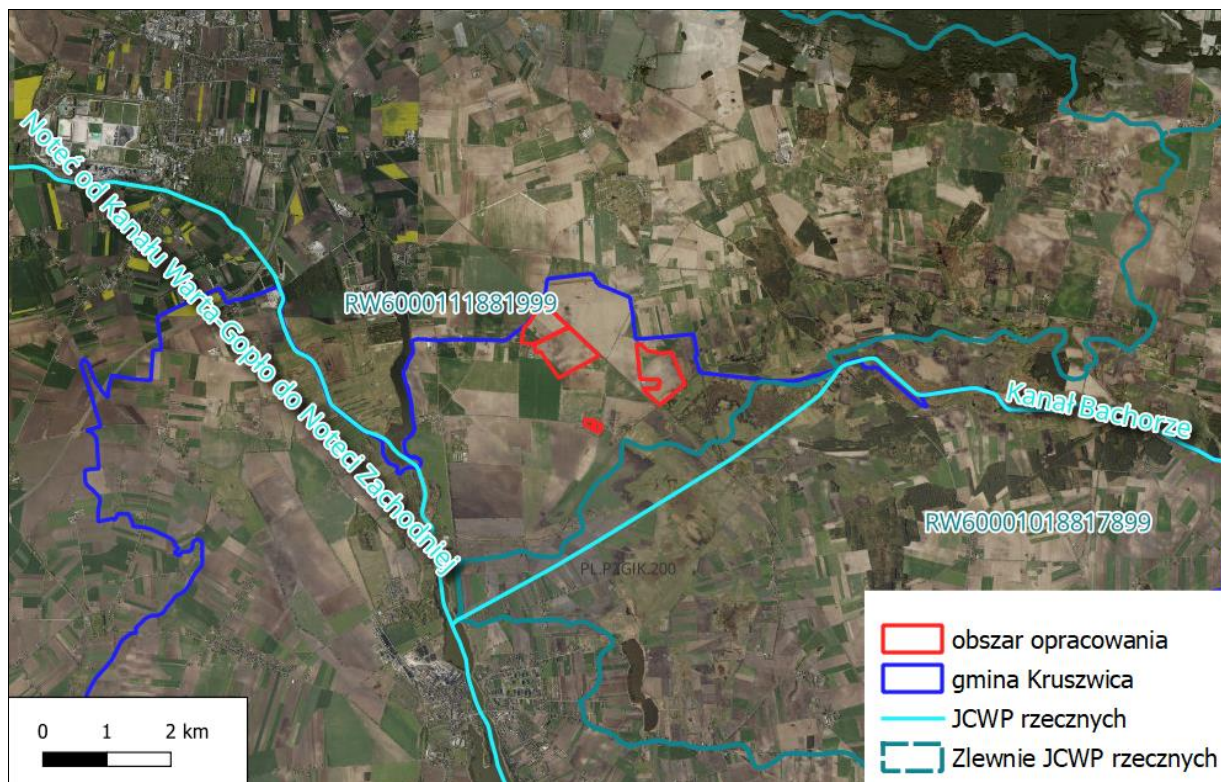 Noteć od Kanału Warta-Gopło do Noteci Zachodniej
RW6000111881999
Kanał Bachorze
RW60001018817899
PL.PZGIK.200
obszar opracowania
gmina Kruszwica
JCWP rzecznych
Zlewnie JCWP rzecznych
0 1 2 km